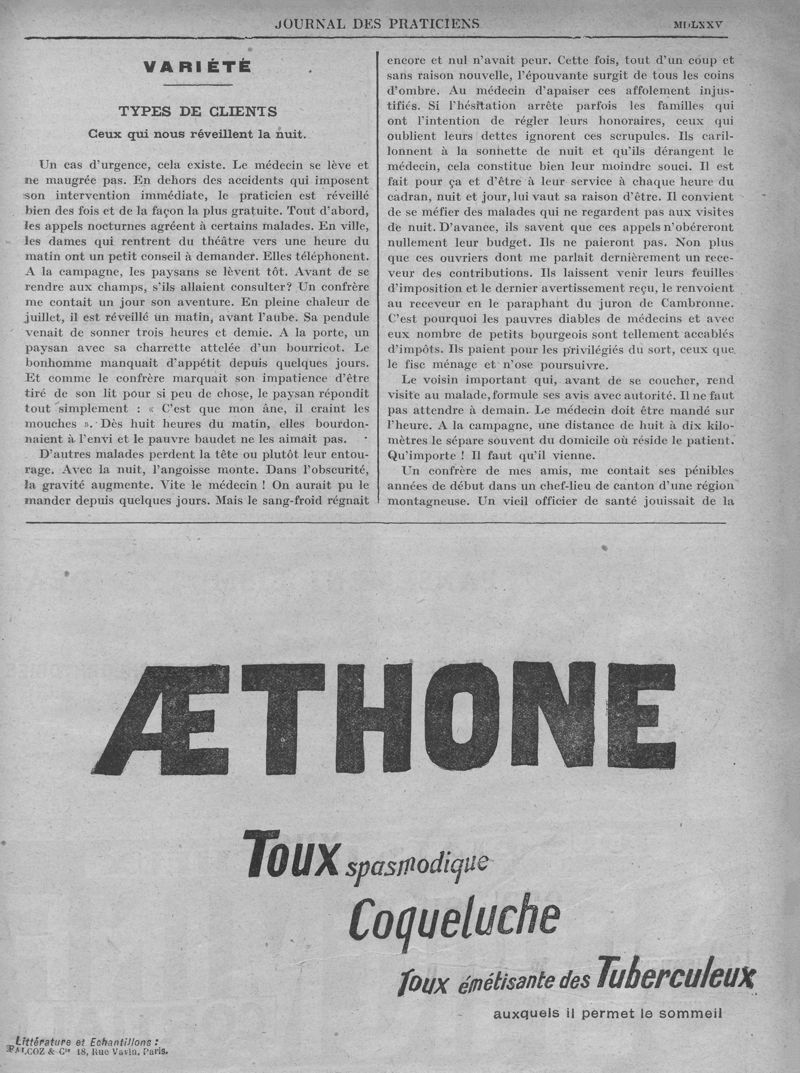 JOURNAL DES PRATICIENS
MDLXXV
VARIÉTÉ
TYPES DE CLIENTS
Ceux qui nous réveillent la nuit.
Un cas d'urgence, cela existe. Le médecin se lève et
ne maugrée pas. En dehors des accidents qui imposent
son intervention immédiate, le praticien est réveillé
bien des fois et de la façon la plus gratuite. Tout d'abord,
les appels nocturnes agréent à certains malades. En ville,
les dames qui rentrent du théâtre vers une heure du
matin ont un petit conseil à demander. Elles téléphonent.
A la campagne, les paysans se lèvent tôt. Avant de se
rendre aux champs, s'ils allaient consulter? Un confrère
me contait un jour son aventure. En pleine chaleur de
juillet, il est réveillé un matin, avant l'aube. Sa pendule
venait de sonner trois heures et demie. A la porte, un
paysan avec sa charrette attelée d'un bourricot. Le
bonhomme manquait d'appétit depuis quelques jours.
Et comme le confrère marquait son impatience d'être
tiré de son lit pour si peu de chose, le paysan répondit
tout simplement : « C'est que mon âne, il craint les
mouches ». Dès huit heures du matin, elles bourdon-
naient à l'envi et le pauvre baudet ne les aimait pas.
D'autres malades perdent la tête ou plutôt leur entou-
rage. Avec la nuit, l'angoisse monte. Dans l'obscurité,
la gravité augmente. Vite le médecin ! On aurait pu le
mander depuis quelques jours. Mais le sang-froid régnait
encore et nul n'avait peur. Cette fois, tout d'un coup et
sans raison nouvelle, l'épouvante surgit de tous les coins
d'ombre. Au médecin d'apaiser ces affolement injus-
tifiés. Si l'hésitation arrête parfois les familles qui
ont l'intention de régler leurs honoraires, ceux qui
oublient leurs dettes ignorent ces scrupules. Ils caril-
lonnent à la sonnette de nuit et qu'ils dérangent le
médecin, cela constitue bien leur moindre souci. Il est
fait pour ça et d'être à leur service à chaque heure du
cadran, nuit et jour, lui vaut sa raison d'être. Il convient
de se méfier des malades qui ne regardent pas aux visites
de nuit. D'avance, ils savent que ces appels n'obéreront
nullement leur budget. Ils ne paieront pas. Non plus
que ces ouvriers dont me parlait dernièrement un rece-
veur des contributions. Ils laissent venir leurs feuilles
d'imposition et le dernier avertissement reçu, le renvoient
au receveur en le paraphant du juron de Cambronne.
C'est pourquoi les pauvres diables de médecins et avec
eux nombre de petits bourgeois sont tellement accablés
d'impôts. Ils paient pour les privilégiés du sort, ceux que
le fisc ménage et n'ose poursuivre.
Le voisin important qui, avant de se coucher, rend
visite au malade, formule ses avis avec autorité. Il ne faut
pas attendre à demain. Le médecin doit être mandé sur
l'heure. A la campagne, une distance de huit à dix kilo-
mètres le sépare souvent du domicile où réside le patient.
Qu'importe ! Il faut qu'il vienne.
Un confrère de mes amis, me contait ses pénibles
années de début dans un chef-lieu de canton d'une région
montagneuse. Un vieil officier de santé jouissait de la
ÆTHONE
Toux spasmodique
Coqueluche
Toux émétisante des Tuberculeux
auxquels il permet le sommeil
Littérature et Echantillons :
FALCOZ & Cie 18, Rue Vavin, Paris.